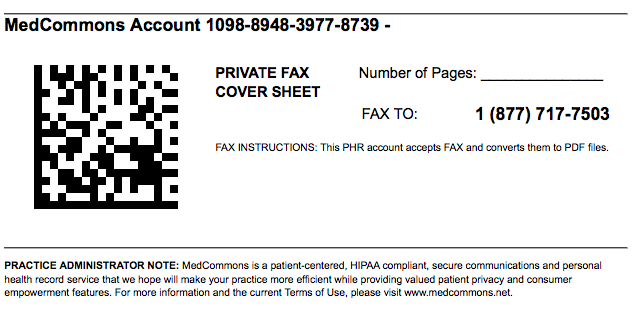 MedCommons Account 1098-8948-3977-8739 -
PRIVATE FAX
COVER SHEET
Number of Pages: _______________
FAX TO: 1 (877) 717-7503
FAX INSTRUCTIONS: This PHR account accepts FAX and converts them to PDF files.
PRACTICE ADMINISTRATOR NOTE: MedCommons is a patient-centered, HIPAA compliant, secure communications and personal
health record service that we hope will make your practice more efficient while providing valued patient privacy and consumer
empowerment features. For more information and the current Terms of Use, please visit www.medcommons.net.